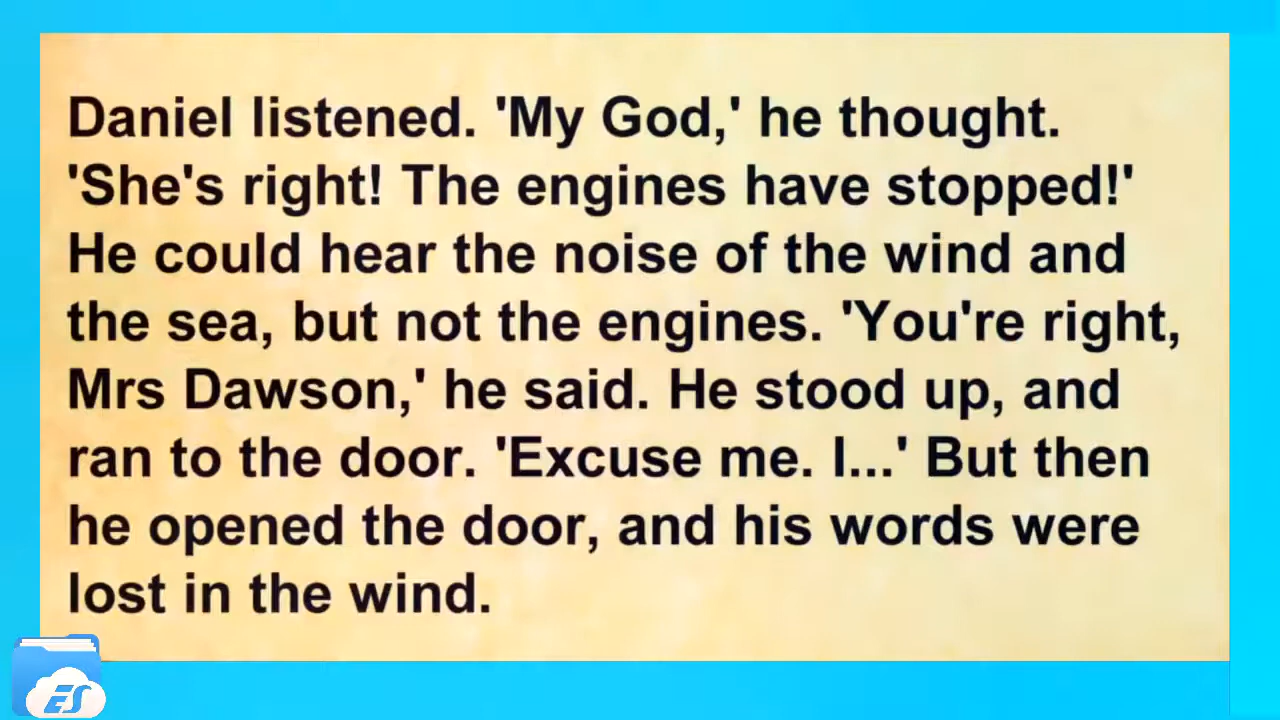 Daniel listened. 'My God,' he thought.
'She's right! The engines have stopped!'
He could hear the noise of the wind and
the sea, but not the engines. 'You're right,
Mrs Dawson,' he said. He stood up, and
ran to the door. 'Excuse me. I...' But then
he opened the door, and his words were
lost in the wind.
ES